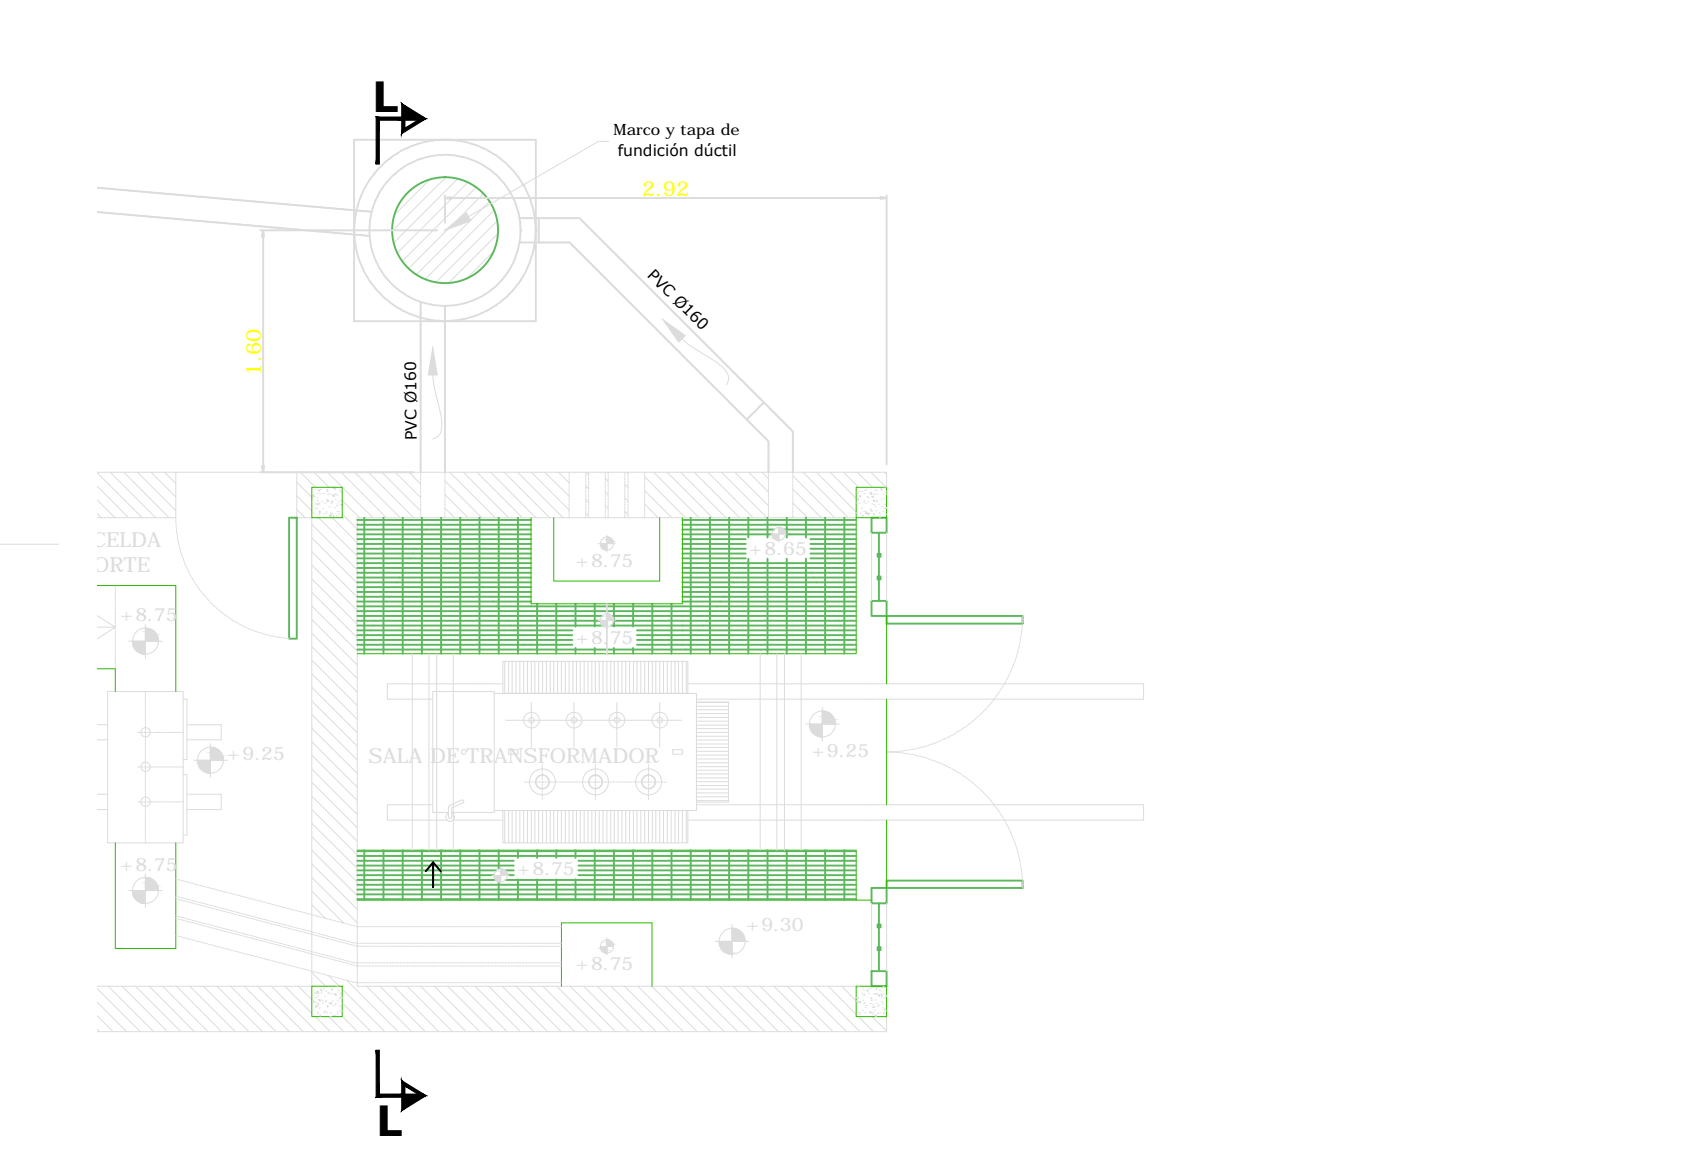 L
Marco y tapa de
fundición dúctil
2.92
PVC Ø160
1.60
PVC Ø160
CELDA
ORTE
+8.75
+8.65
+8.75
+8.75
+9.25
SALA DE TRANSFORMADOR
+9.25
+8.75
+8.75
+9.30
+8.75
L